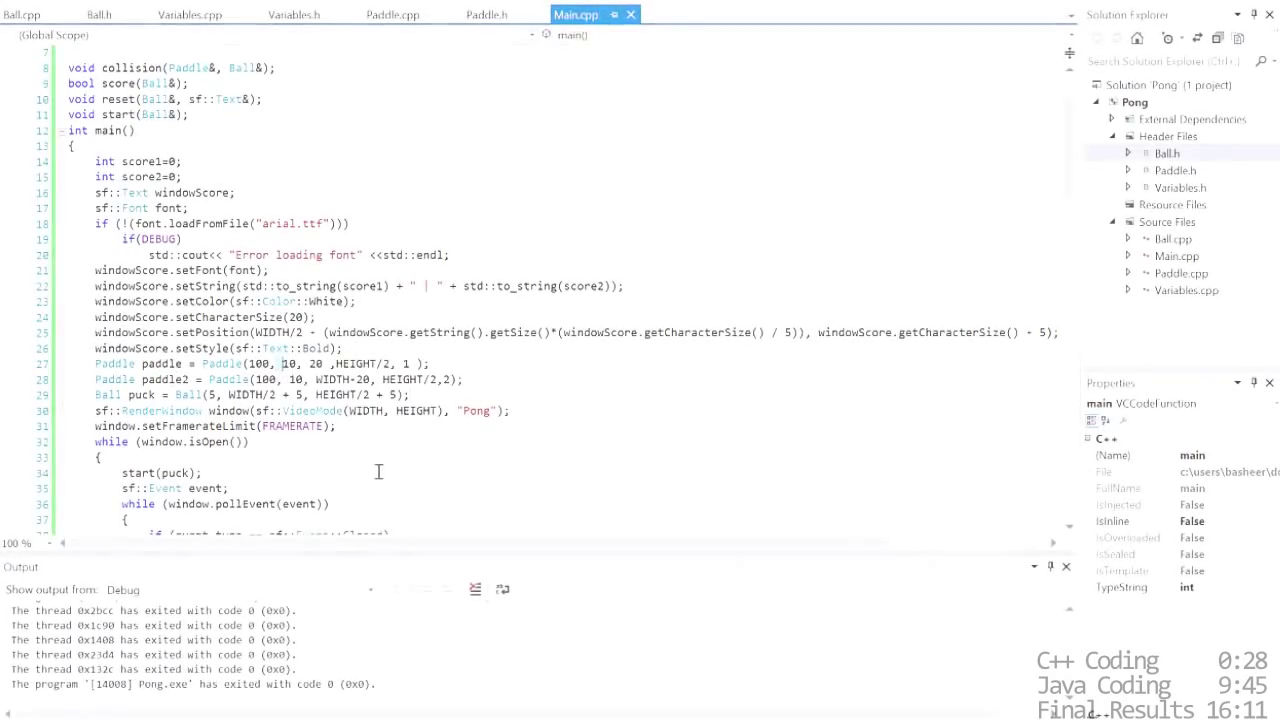 Ball.cpp Ball.h Variables.cpp Variables.h Paddle.cpp Paddle.h Main.cpp
(Global Scope) main()
7
8 void collision(Paddle&, Ball&);
9 bool score(Ball&);
10 void reset(Ball&, sf::Text&);
11 void start(Ball&);
12 int main()
13 {
14 int score1=0;
15 int score2=0;
16 sf::Text windowScore;
17 sf::Font font;
18 if (!(font.loadFromFile("arial.ttf")))
19 if(DEBUG)
20 std::cout<< "Error loading font" <<std::endl;
21 windowScore.setFont(font);
22 windowScore.setString(std::to_string(score1) + " | " + std::to_string(score2));
23 windowScore.setColor(sf::Color::White);
24 windowScore.setCharacterSize(20);
25 windowScore.setPosition(WIDTH/2 - (windowScore.getString().getSize()*(windowScore.getCharacterSize() / 5)), windowScore.getCharacterSize() - 5);
26 windowScore.setStyle(sf::Text::Bold);
27 Paddle paddle = Paddle(100, 10, 20 ,HEIGHT/2, 1 );
28 Paddle paddle2 = Paddle(100, 10, WIDTH-20, HEIGHT/2,2);
29 Ball puck = Ball(5, WIDTH/2 + 5, HEIGHT/2 + 5);
30 sf::RenderWindow window(sf::VideoMode(WIDTH, HEIGHT), "Pong");
31 window.setFramerateLimit(FRAMERATE);
32 while (window.isOpen())
33 {
34 start(puck);
35 sf::Event event;
36 while (window.pollEvent(event))
37 {
if (event.type == sf::Event::Closed)
100 %
Output
Show output from: Debug
The thread 0x2bcc has exited with code 0 (0x0).
The thread 0x1c90 has exited with code 0 (0x0).
The thread 0x1408 has exited with code 0 (0x0).
The thread 0x23d4 has exited with code 0 (0x0).
The thread 0x132c has exited with code 0 (0x0).
The program '[14008] Pong.exe' has exited with code 0 (0x0).
Solution Explorer
Search Solution Explorer (Ctrl+;)
Solution 'Pong' (1 project)
Pong
External Dependencies
Header Files
Ball.h
Paddle.h
Variables.h
Resource Files
Source Files
Ball.cpp
Main.cpp
Paddle.cpp
Variables.cpp
Properties
main VCCodeFunction
C++
(Name) main
File c:\users\basheer\do
FullName main
IsInjected False
IsInline False
IsOverloaded False
IsSealed False
IsTemplate False
TypeString int
C++ Coding 0:28
Java Coding 9:45
Final Results 16:11
C++